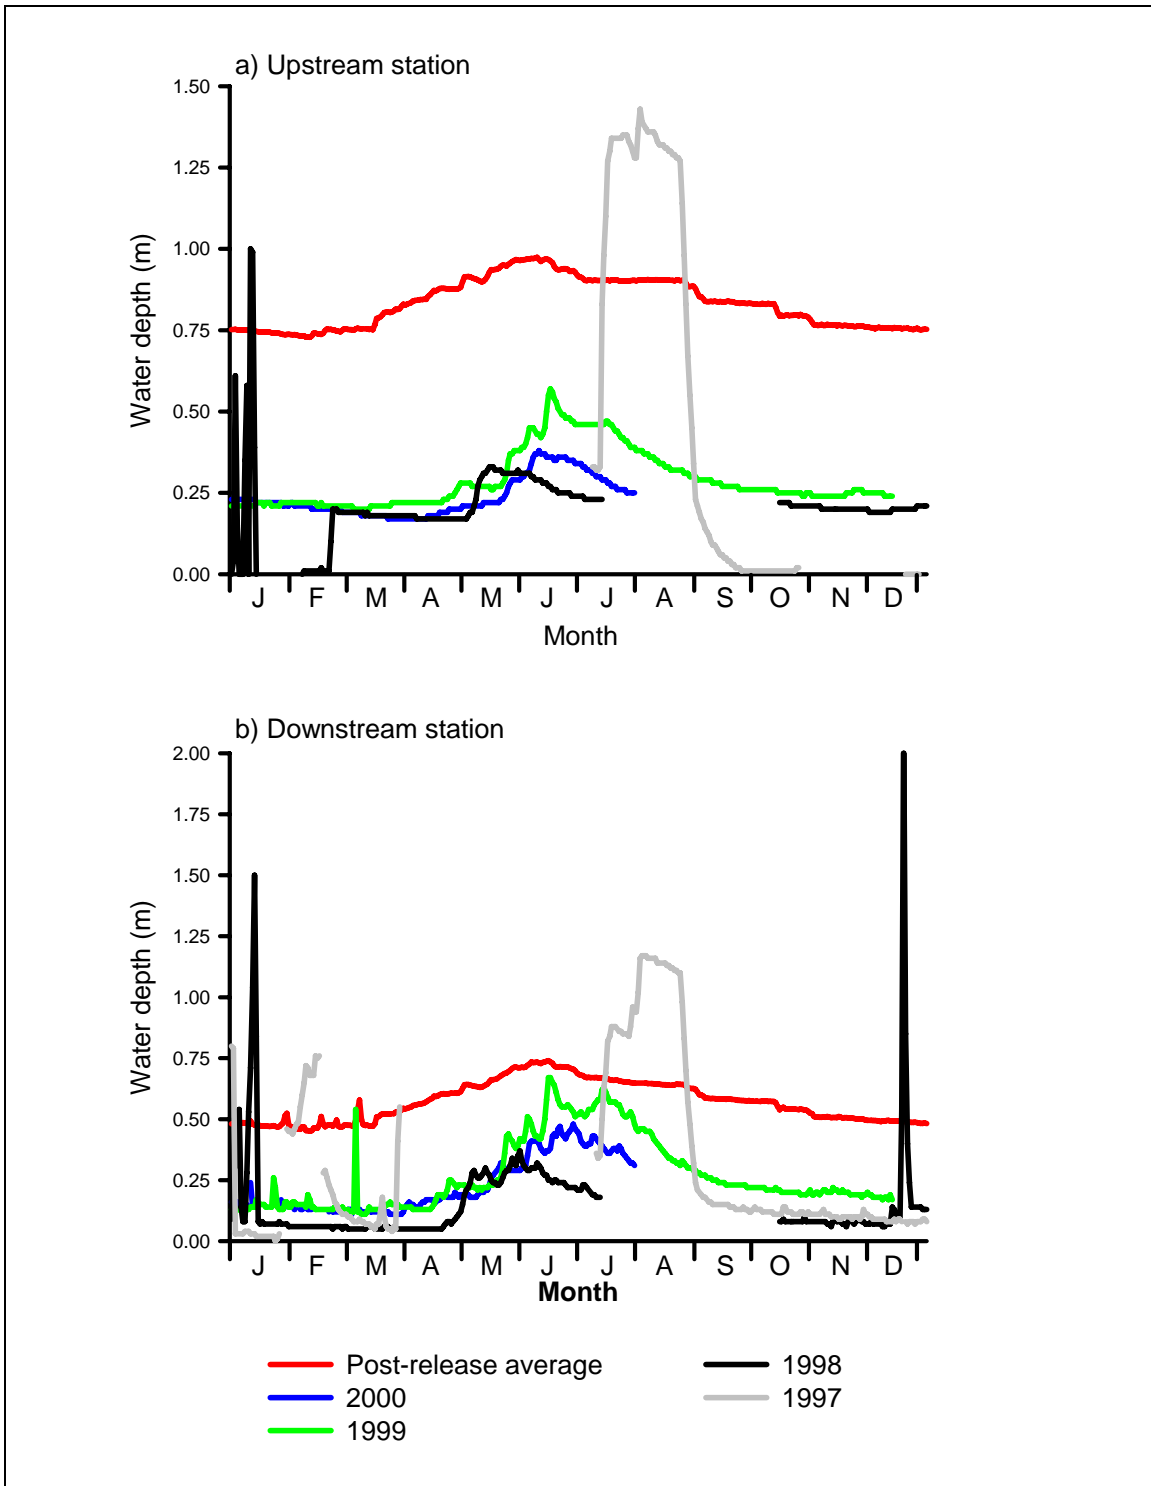 a) Upstream station
1.50
1.25
1.00
0.75
0.50
0.25
0.00
Water depth (m)
J F M A M J J A S O N D
Month
b) Downstream station
2.00
1.75
1.50
1.25
1.00
0.75
0.50
0.25
0.00
Water depth (m)
J F M A M J J A S O N D
Month
Post-release average
2000
1999
1998
1997